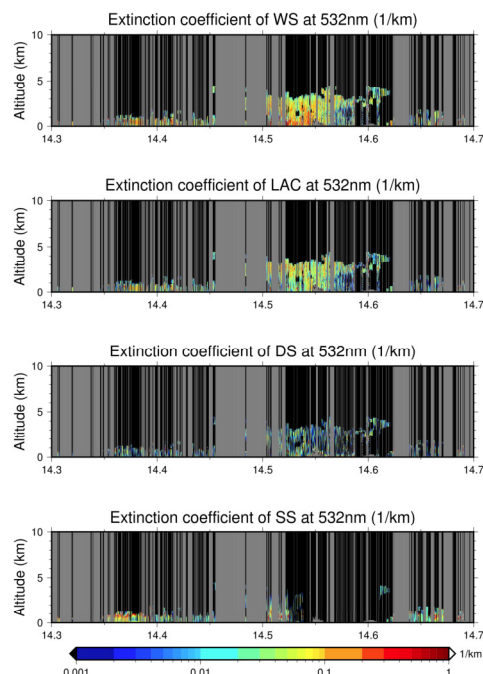 Extinction coefficient of WS at 532nm (1/km)
10
5
0
Altitude (km)
14.3 14.4 14.5 14.6 14.7
Extinction coefficient of LAC at 532nm (1/km)
10
5
0
Altitude (km)
14.3 14.4 14.5 14.6 14.7
Extinction coefficient of DS at 532nm (1/km)
10
5
0
Altitude (km)
14.3 14.4 14.5 14.6 14.7
Extinction coefficient of SS at 532nm (1/km)
10
5
0
Altitude (km)
14.3 14.4 14.5 14.6 14.7
1/km
0.001 0.01 0.1 1